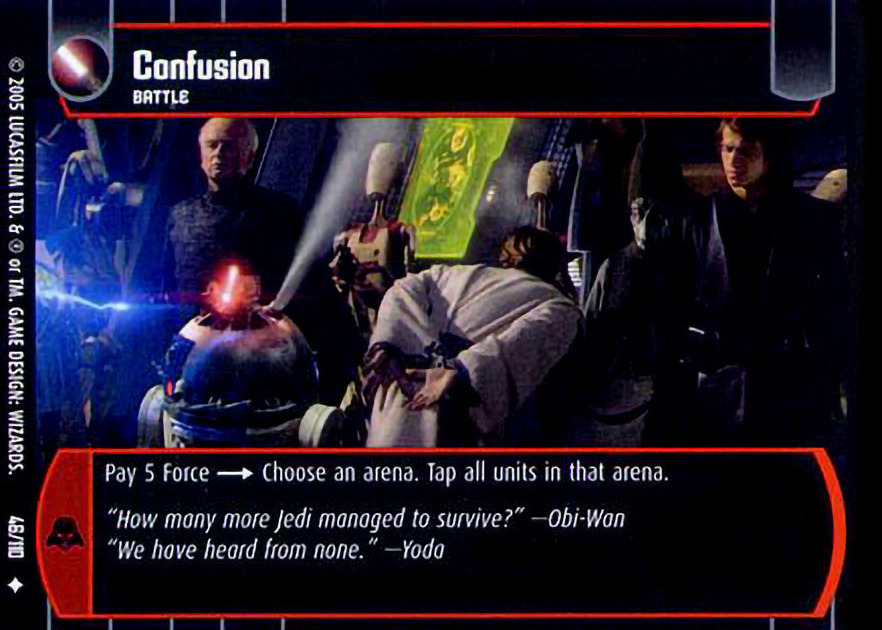 Confusion
BATTLE
Pay 5 Force → Choose an arena. Tap all units in that arena.
"How many more Jedi managed to survive?" —Obi-Wan
"We have heard from none." —Yoda
© 2005 LUCASFILM LTD. & ® or TM. GAME DESIGN: WIZARDS. 46/110